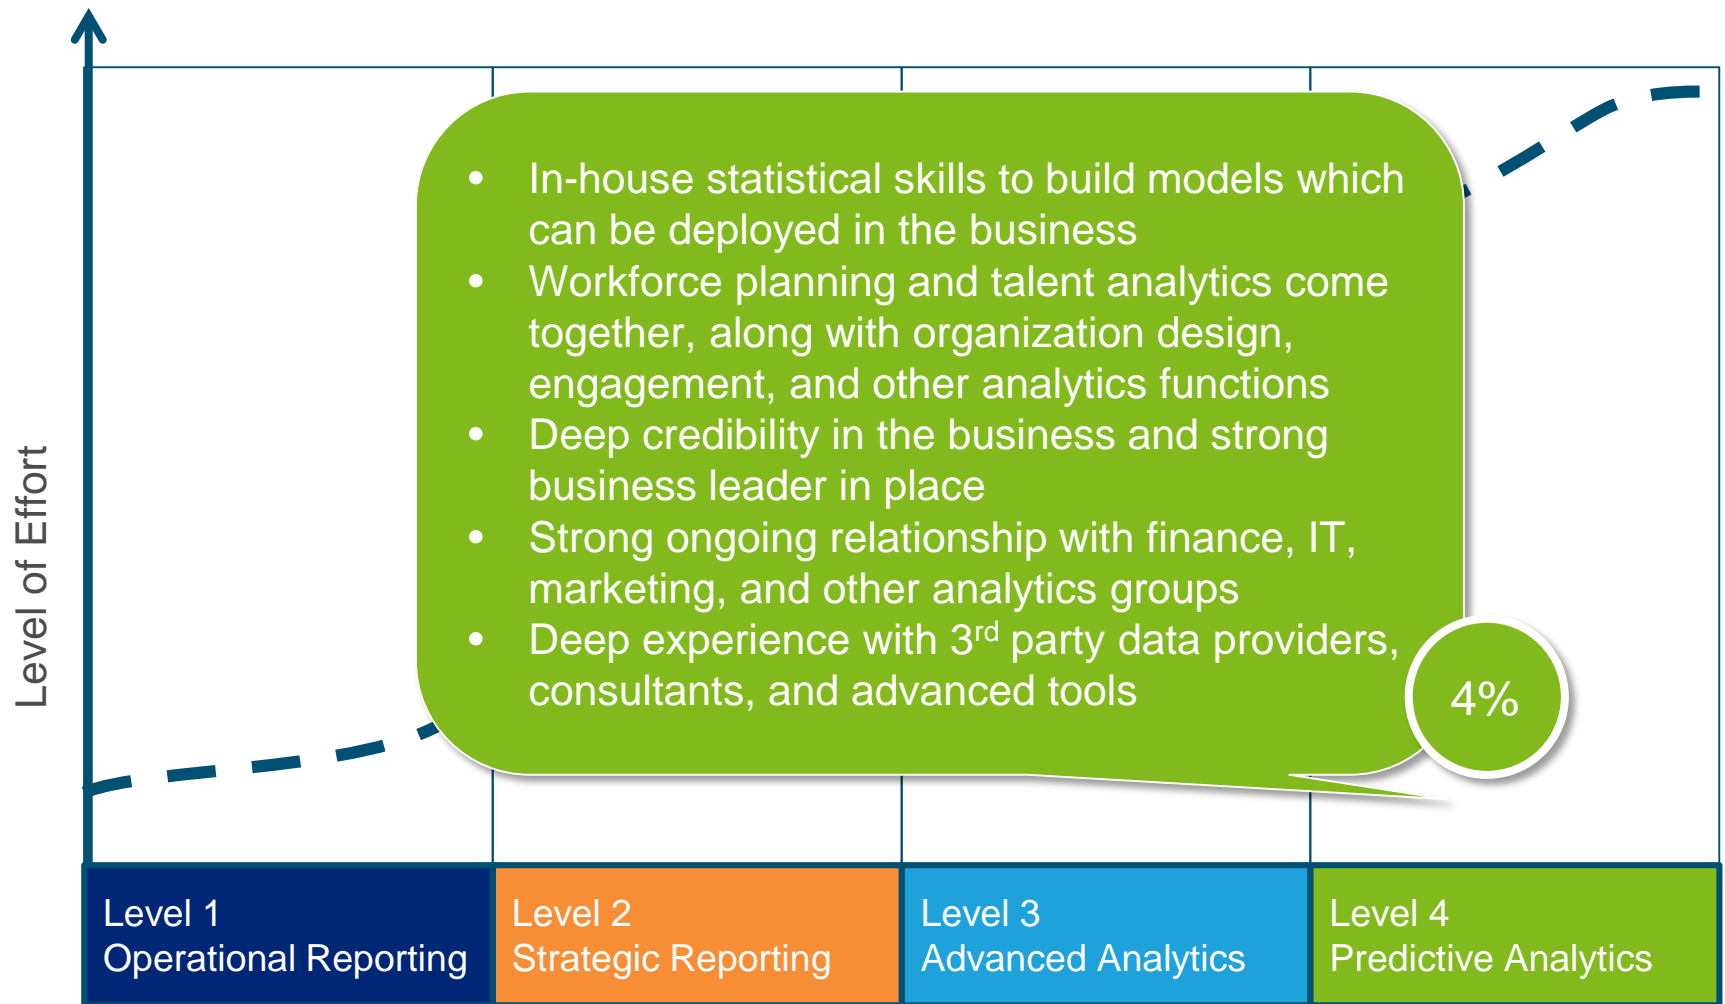 Level of Effort
• In-house statistical skills to build models which
can be deployed in the business
• Workforce planning and talent analytics come
together, along with organization design,
engagement, and other analytics functions
• Deep credibility in the business and strong
business leader in place
• Strong ongoing relationship with finance, IT,
marketing, and other analytics groups
• Deep experience with 3rd party data providers,
consultants, and advanced tools
4%
Level 1
Operational Reporting
Level 2
Strategic Reporting
Level 3
Advanced Analytics
Level 4
Predictive Analytics